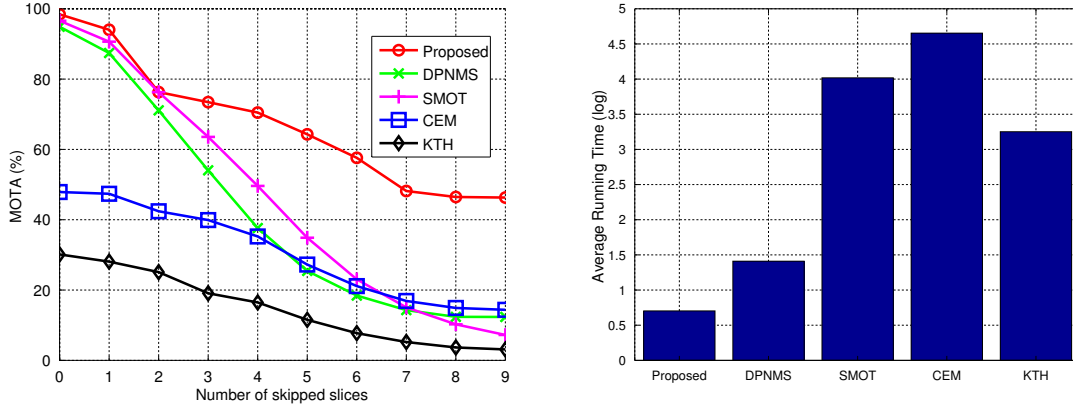 100
80
60
40
20
0
MOTA (%)
0 1 2 3 4 5 6 7 8 9
Number of skipped slices
Proposed
DPNMS
SMOT
CEM
KTH
5
4.5
4
3.5
3
2.5
2
1.5
1
0.5
0
Average Running Time (log)
Proposed DPNMS SMOT CEM KTH